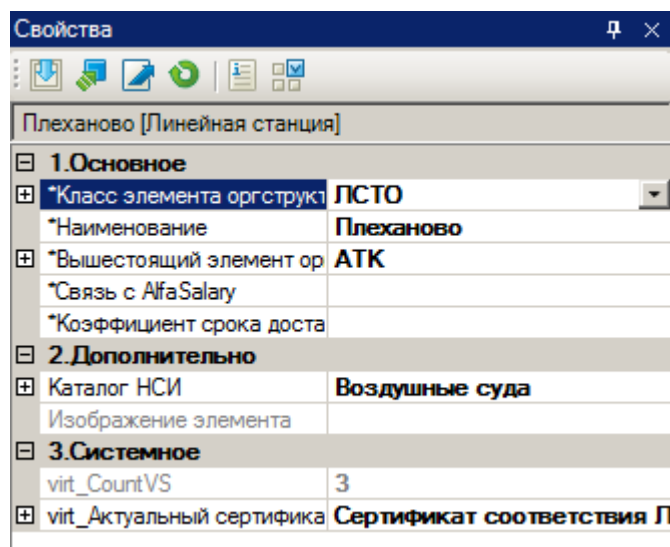 Свойства
Плеханово [Линейная станция]
1.Основное
*Класс элемента оргструкт ЛСТО
*Наименование Плеханово
*Вышестоящий элемент ор АТК
*Связь с AlfaSalary
*Коэффициент срока доста
2.Дополнительно
Каталог НСИ Воздушные суда
Изображение элемента
3.Системное
virt_CountVS 3
virt_Актуальный сертифика Сертификат соответствия Л